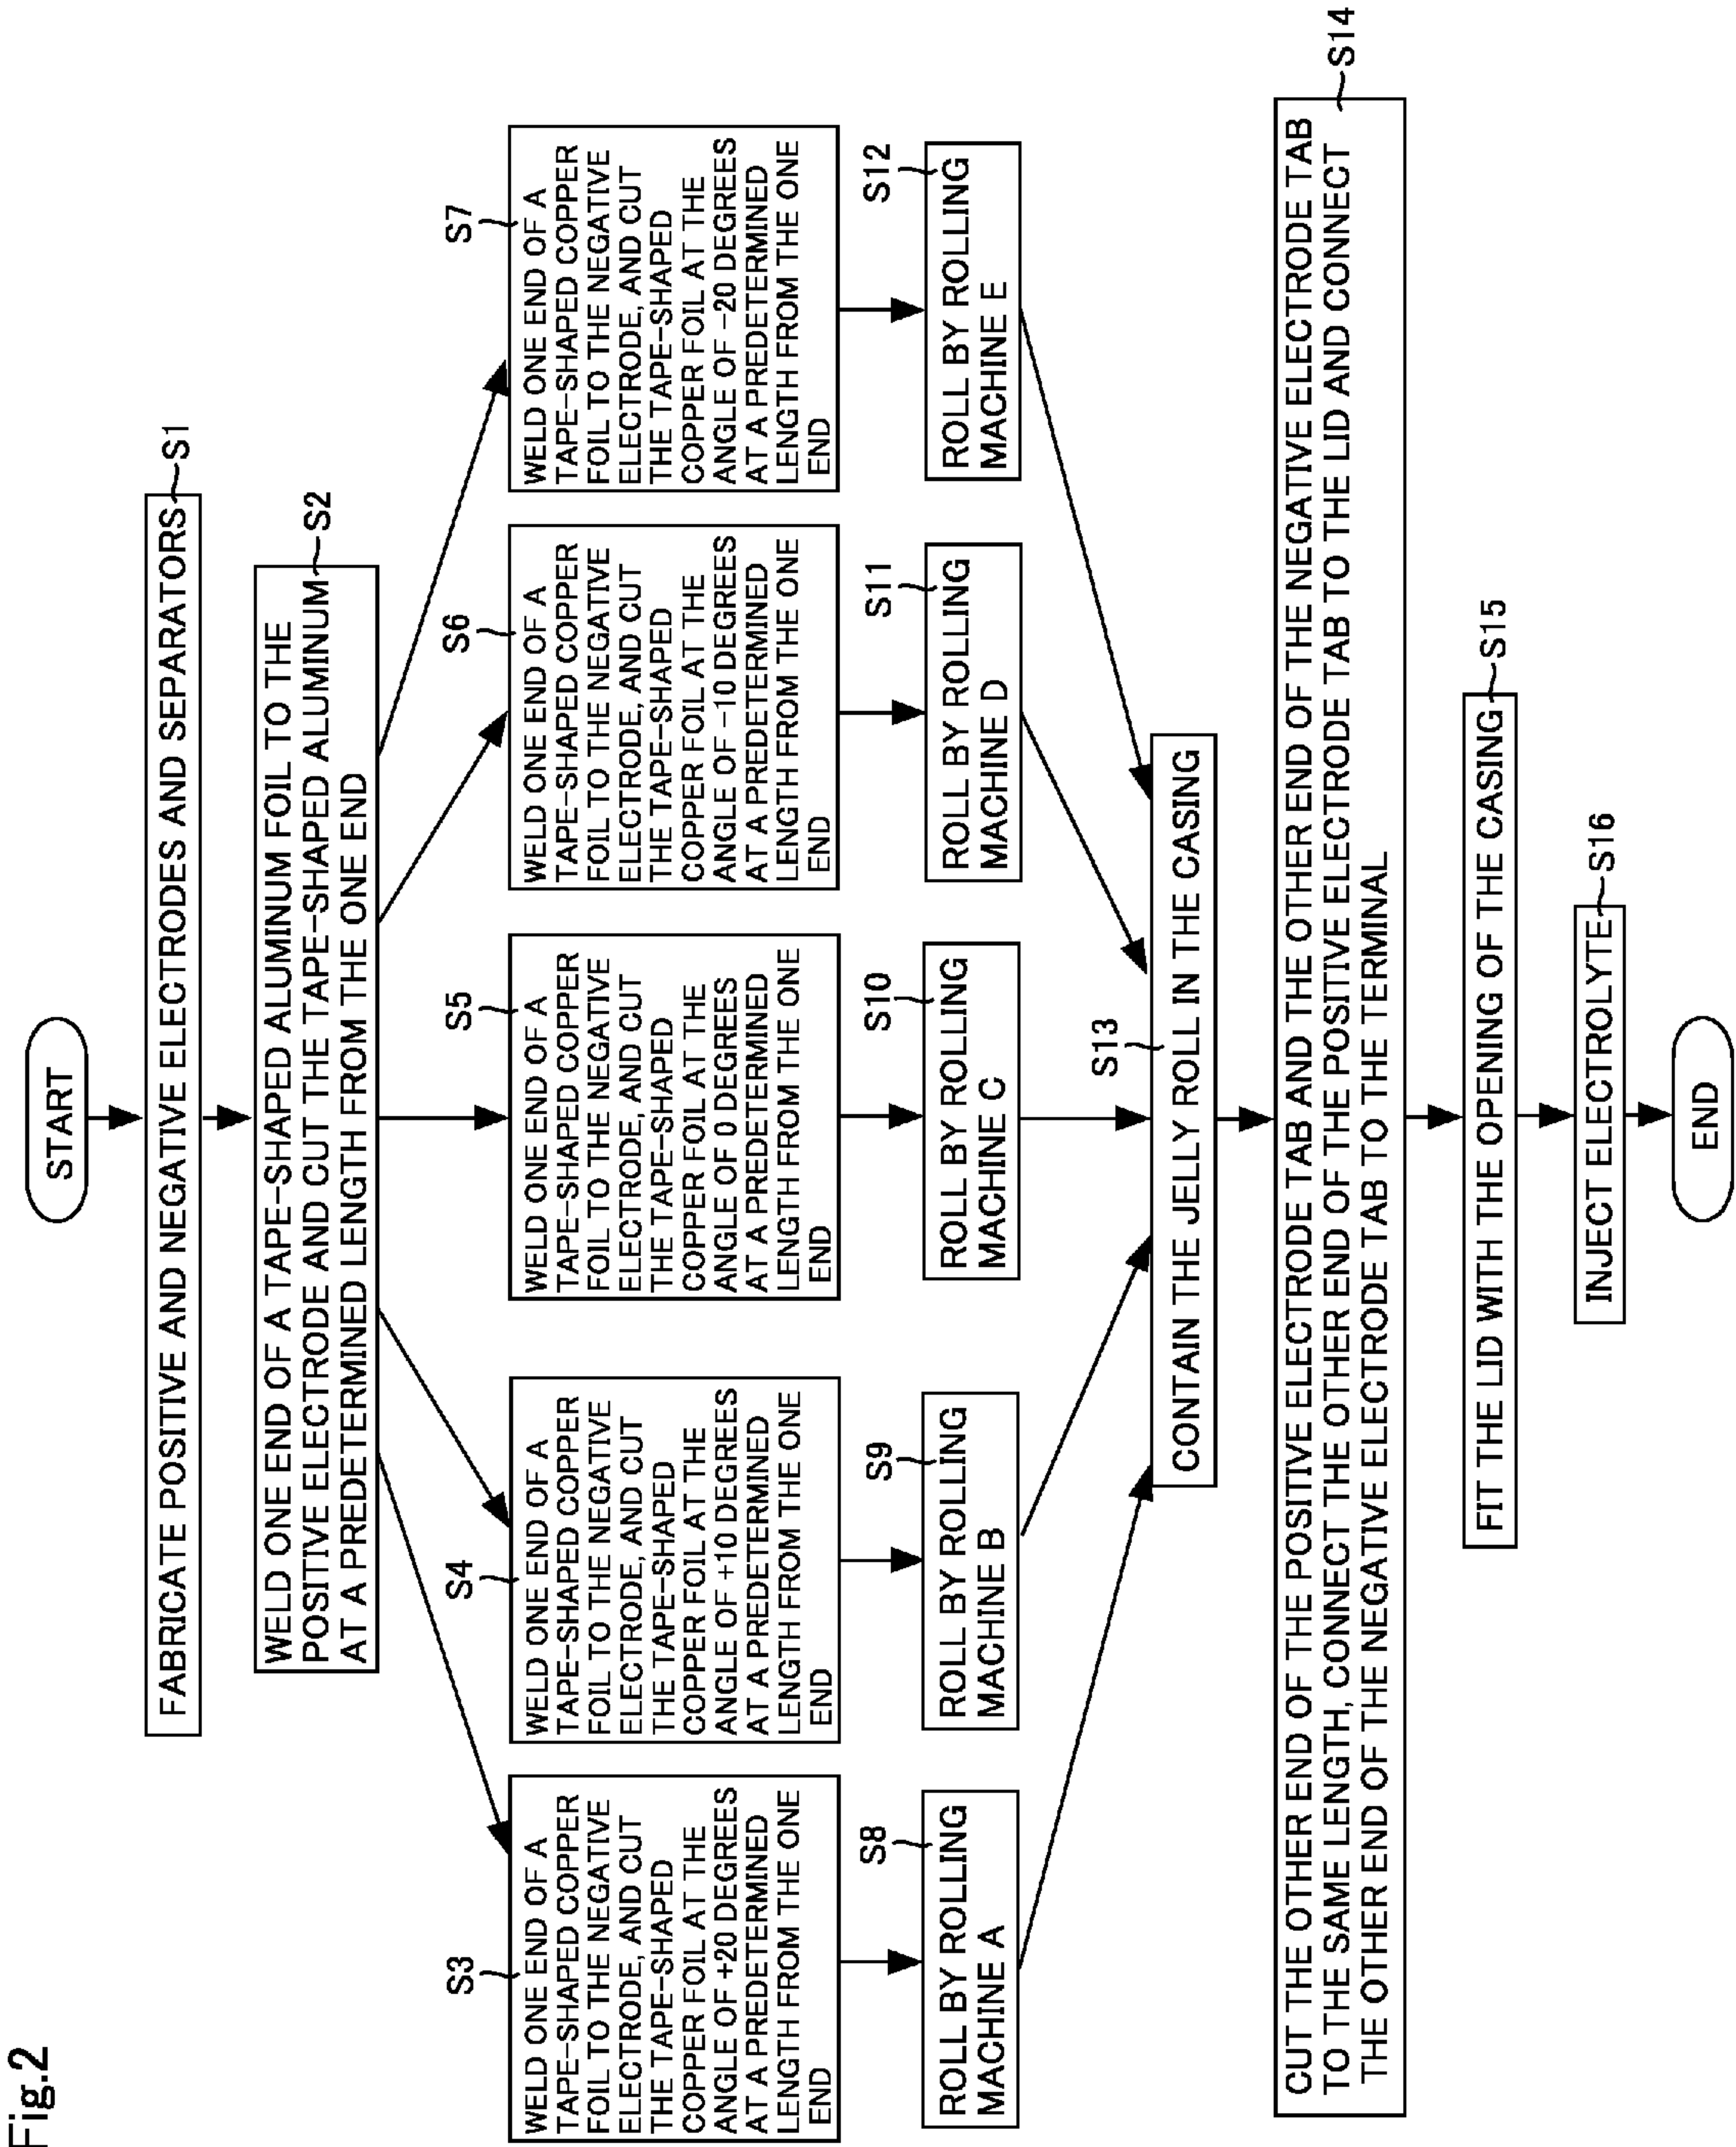 Fig.2
START
FABRICATE POSITIVE AND NEGATIVE ELECTRODES AND SEPARATORS
S1
WELD ONE END OF A TAPE-SHAPED ALUMINUM FOIL TO THE
POSITIVE ELECTRODE AND CUT THE TAPE-SHAPED ALUMINUM
AT A PREDETERMINED LENGTH FROM THE ONE END
S2
S3
WELD ONE END OF A
TAPE-SHAPED COPPER
FOIL TO THE NEGATIVE
ELECTRODE, AND CUT
THE TAPE-SHAPED
COPPER FOIL AT THE
ANGLE OF +20 DEGREES
AT A PREDETERMINED
LENGTH FROM THE ONE
END
S4
WELD ONE END OF A
TAPE-SHAPED COPPER
FOIL TO THE NEGATIVE
ELECTRODE, AND CUT
THE TAPE-SHAPED
COPPER FOIL AT THE
ANGLE OF +10 DEGREES
AT A PREDETERMINED
LENGTH FROM THE ONE
END
S5
WELD ONE END OF A
TAPE-SHAPED COPPER
FOIL TO THE NEGATIVE
ELECTRODE, AND CUT
THE TAPE-SHAPED
COPPER FOIL AT THE
ANGLE OF 0 DEGREES
AT A PREDETERMINED
LENGTH FROM THE ONE
END
S6
WELD ONE END OF A
TAPE-SHAPED COPPER
FOIL TO THE NEGATIVE
ELECTRODE, AND CUT
THE TAPE-SHAPED
COPPER FOIL AT THE
ANGLE OF -10 DEGREES
AT A PREDETERMINED
LENGTH FROM THE ONE
END
S7
WELD ONE END OF A
TAPE-SHAPED COPPER
FOIL TO THE NEGATIVE
ELECTRODE, AND CUT
THE TAPE-SHAPED
COPPER FOIL AT THE
ANGLE OF -20 DEGREES
AT A PREDETERMINED
LENGTH FROM THE ONE
END
S8
ROLL BY ROLLING
MACHINE A
S9
ROLL BY ROLLING
MACHINE B
S10
ROLL BY ROLLING
MACHINE C
S11
ROLL BY ROLLING
MACHINE D
S12
ROLL BY ROLLING
MACHINE E
S13
CONTAIN THE JELLY ROLL IN THE CASING
CUT THE OTHER END OF THE POSITIVE ELECTRODE TAB AND THE OTHER END OF THE NEGATIVE ELECTRODE TAB
TO THE SAME LENGTH, CONNECT THE OTHER END OF THE POSITIVE ELECTRODE TAB TO THE LID AND CONNECT
THE OTHER END OF THE NEGATIVE ELECTRODE TAB TO THE TERMINAL
S14
FIT THE LID WITH THE OPENING OF THE CASING
S15
INJECT ELECTROLYTE
S16
END